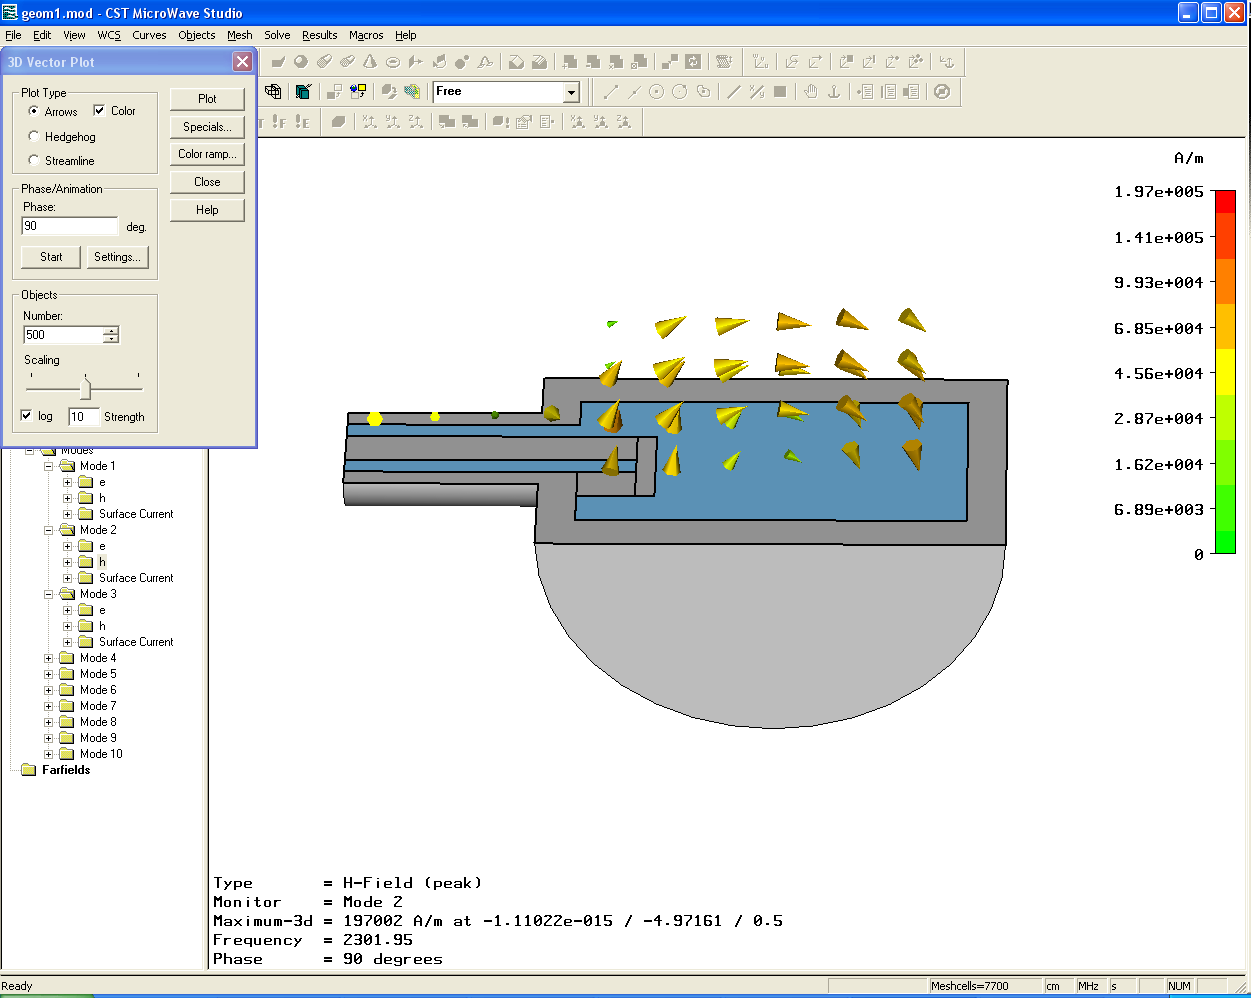 geom1.mod - CST MicroWave Studio
File Edit View WCS Curves Objects Mesh Solve Results Macros Help
3D Vector Plot
Plot Type
Arrows
Color
Hedgehog
Streamline
Plot
Specials...
Color ramp...
Close
Help
Phase/Animation
Phase:
90
deg.
Start
Settings...
Objects
Number:
500
Scaling
log
10
Strength
Free
Modes
Mode 1
e
h
Surface Current
Mode 2
e
h
Surface Current
Mode 3
e
h
Surface Current
Mode 4
Mode 5
Mode 6
Mode 7
Mode 8
Mode 9
Mode 10
Farfields
A/m
1.97e+005
1.41e+005
9.93e+004
6.85e+004
4.56e+004
2.87e+004
1.62e+004
6.89e+003
0
Type = H-Field (peak)
Monitor = Mode 2
Maximum-3d = 197002 A/m at -1.11022e-015 / -4.97161 / 0.5
Frequency = 2301.95
Phase = 90 degrees
Ready
Meshcells=7700 cm MHz s NUM